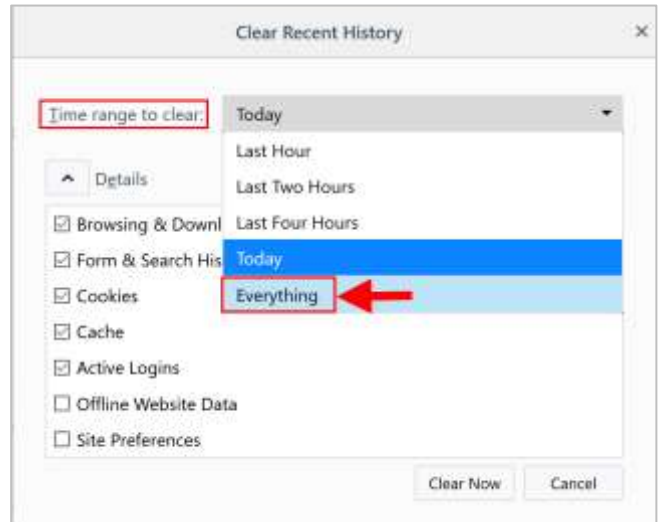 Clear Recent History
Time range to clear: Today
Last Hour
Details
Last Two Hours
Browsing & Downl
Last Four Hours
Form & Search His
Today
Cookies
Everything
Cache
Active Logins
Offline Website Data
Site Preferences
Clear Now
Cancel